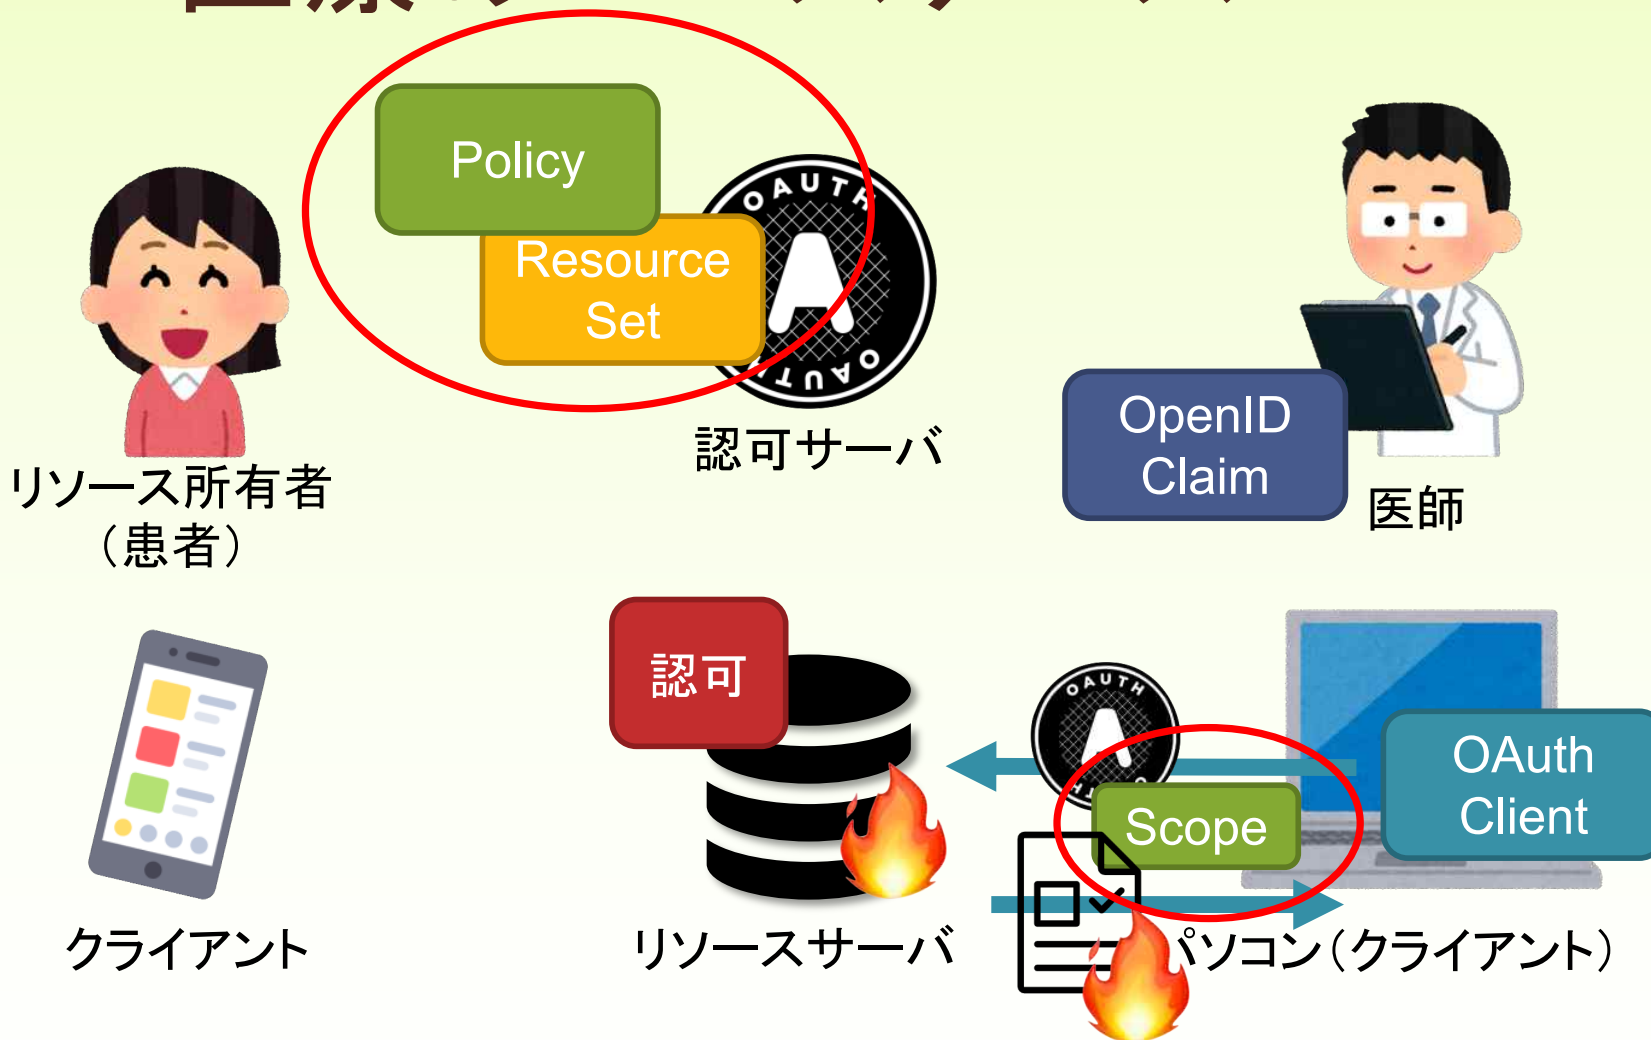 Policy
Resource
Set
OAUTH
OAUTH
認可サーバ
リソース所有者
（患者）
OpenID
Claim
医師
認可
OAUTH
Scope
OAuth
Client
クライアント
リソースサーバ
パソコン（クライアント）